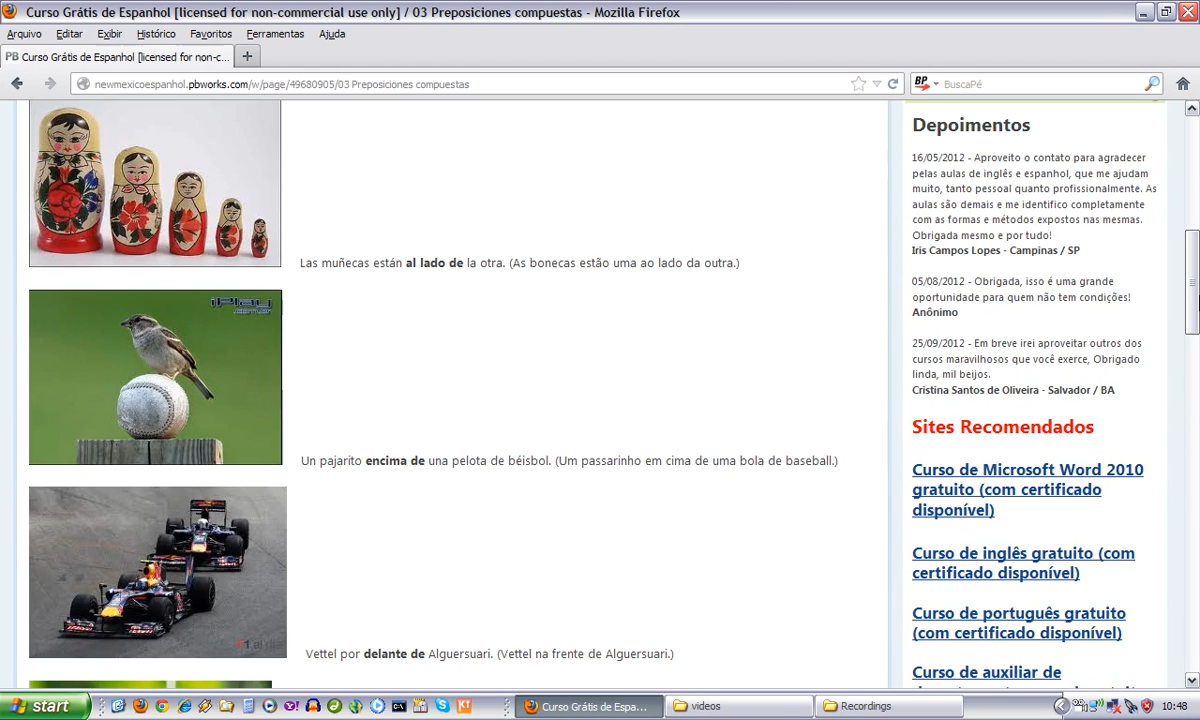 Curso Grátis de Espanhol [licensed for non-commercial use only] / 03 Preposiciones compuestas - Mozilla Firefox
Arquivo Editar Exibir Histórico Favoritos Ferramentas Ajuda
PB Curso Grátis de Espanhol [licensed for non-c...
newmexicoespanhol.pbworks.com/w/page/49680905/03 Preposiciones compuestas
BP BuscaPé
Las muñecas están al lado de la otra. (As bonecas estão uma ao lado da outra.)
iPlay
.com.br
Un pajarito encima de una pelota de béisbol. (Um passarinho em cima de uma bola de baseball.)
Vettel por delante de Alguersuari. (Vettel na frente de Alguersuari.)
Depoimentos
16/05/2012 - Aproveito o contato para agradecer
pelas aulas de inglês e espanhol, que me ajudam
muito, tanto pessoal quanto profissionalmente. As
aulas são demais e me identifico completamente
com as formas e métodos expostos nas mesmas.
Obrigada mesmo e por tudo!
Iris Campos Lopes - Campinas / SP
05/08/2012 - Obrigada, isso é uma grande
oportunidade para quem não tem condições!
Anônimo
25/09/2012 - Em breve irei aproveitar outros dos
cursos maravilhosos que você exerce, Obrigado
linda, mil beijos.
Cristina Santos de Oliveira - Salvador / BA
Sites Recomendados
Curso de Microsoft Word 2010
gratuito (com certificado
disponível)
Curso de inglês gratuito (com
certificado disponível)
Curso de português gratuito
(com certificado disponível)
Curso de auxiliar de
start
Curso Grátis de Espa...
videos
Recordings
10:48